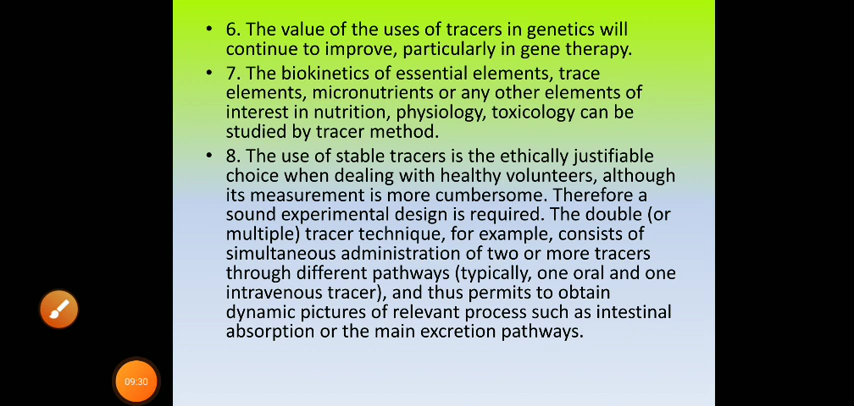 • 6. The value of the uses of tracers in genetics will
continue to improve, particularly in gene therapy.
• 7. The biokinetics of essential elements, trace
elements, micronutrients or any other elements of
interest in nutrition, physiology, toxicology can be
studied by tracer method.
• 8. The use of stable tracers is the ethically justifiable
choice when dealing with healthy volunteers, although
its measurement is more cumbersome. Therefore a
sound experimental design is required. The double (or
multiple) tracer technique, for example, consists of
simultaneous administration of two or more tracers
through different pathways (typically, one oral and one
intravenous tracer), and thus permits to obtain
dynamic pictures of relevant process such as intestinal
absorption or the main excretion pathways.
09:30